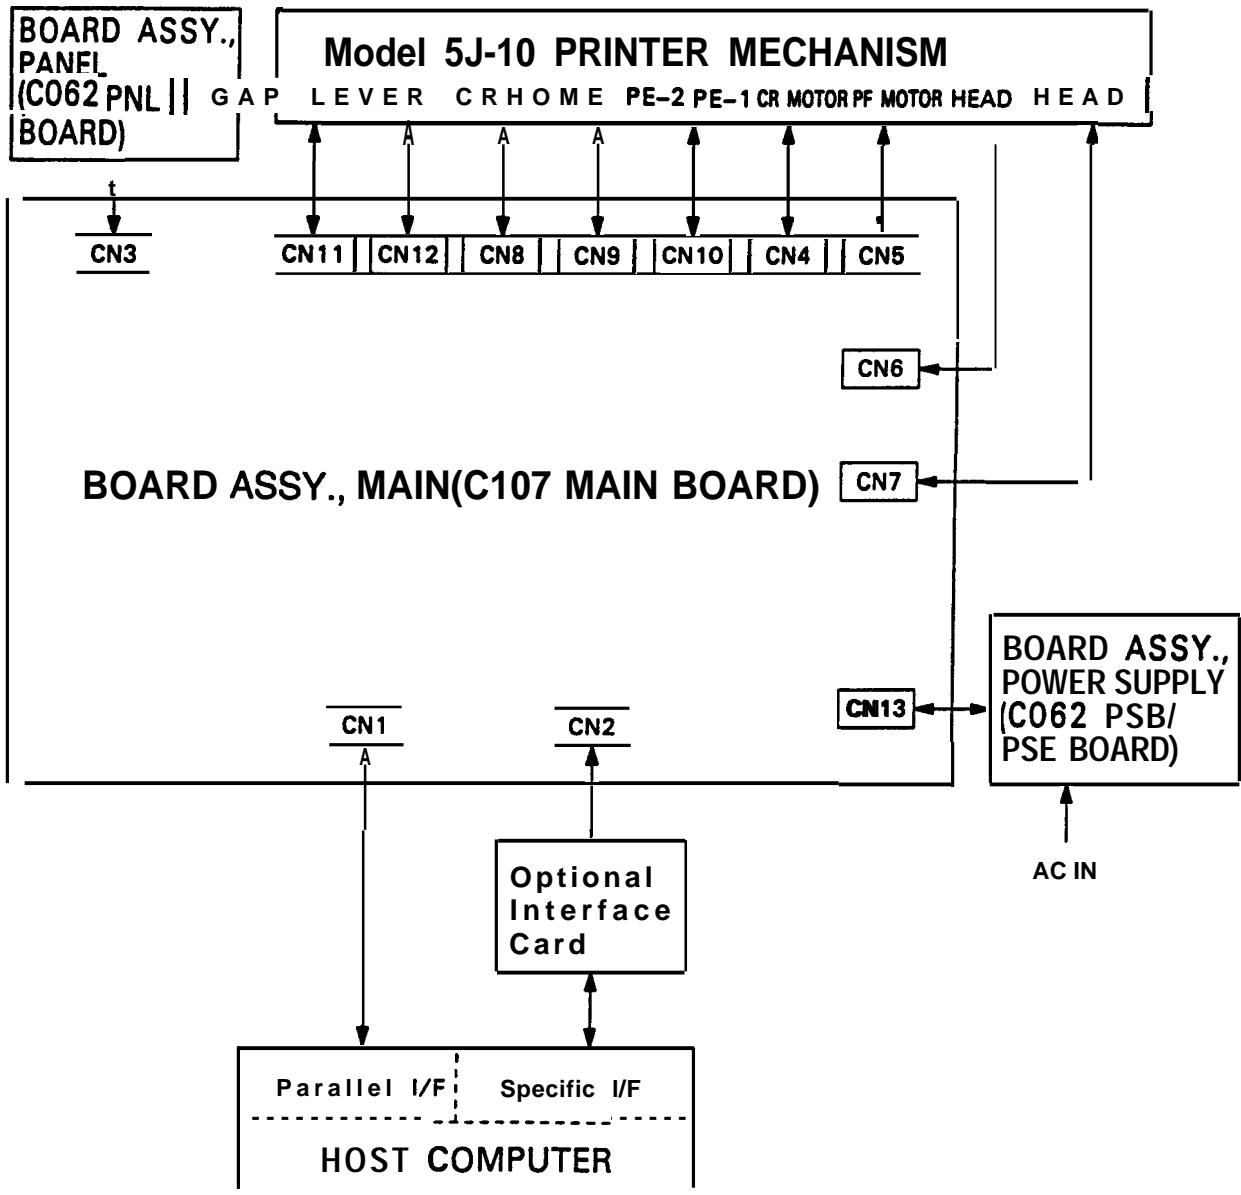 BOARD ASSY.,
PANEL
(C062 PNL
BOARD)
Model 5J-10 PRINTER MECHANISM
GAP LEVER CRHOME PE-2 PE-1 CR MOTOR PF MOTOR HEAD HEAD
CN3
CN11 CN12 CN8 CN9 CN10 CN4 CN5
CN6
BOARD ASSY., MAIN(C107 MAIN BOARD)
CN7
BOARD ASSY.,
POWER SUPPLY
(C062 PSB/
PSE BOARD)
CN13
CN1
CN2
AC IN
Optional
Interface
Card
Parallel I/F
Specific I/F
HOST COMPUTER